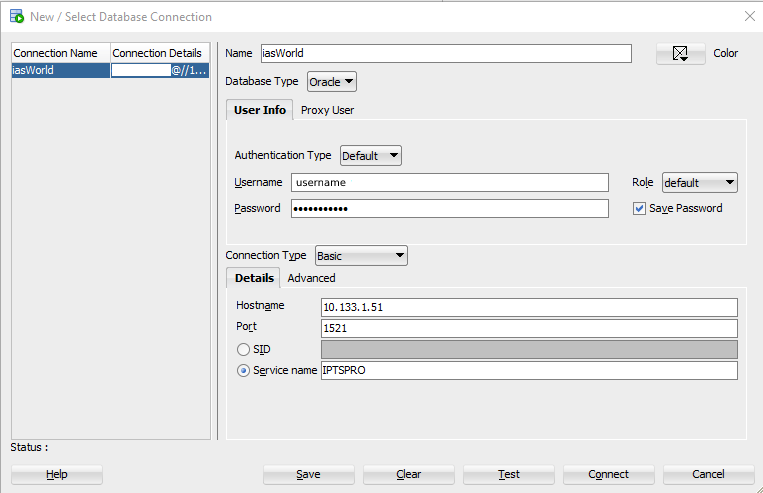 New / Select Database Connection
Connection Name Connection Details
iasWorld @//1...
Name iasWorld Color
Database Type Oracle
User Info Proxy User
Authentication Type Default
Username username Role default
Password ••••••••••• Save Password
Connection Type Basic
Details Advanced
Hostname 10.133.1.51
Port 1521
SID
Service name IPTSPRO
Status :
Help Save Clear Test Connect Cancel